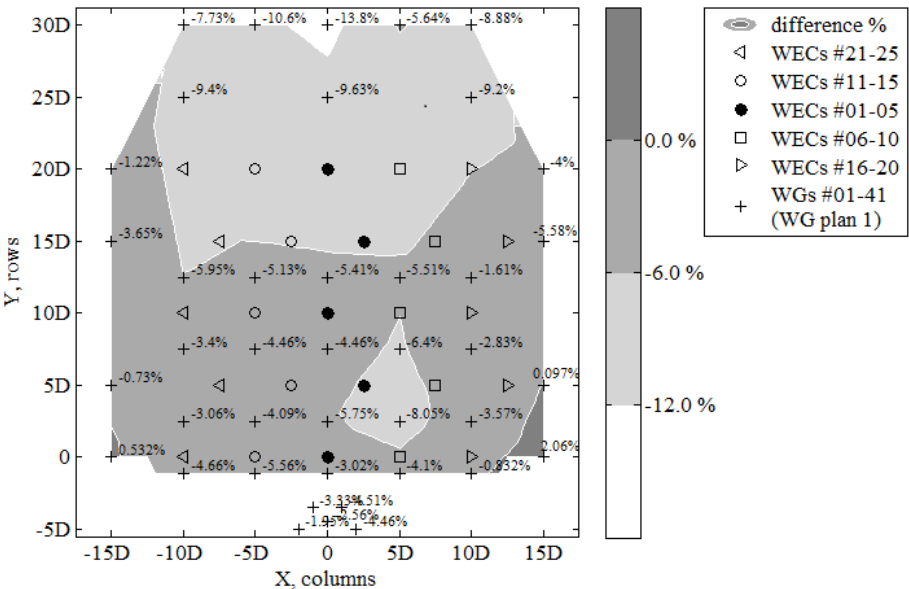 30D
-7.73%
-10.6%
-13.8%
-5.64%
-8.88%
25D
-9.4%
-9.63%
-9.2%
20D
-1.22%
-4%
15D
-3.65%
-5.58%
-5.95%
-5.13%
-5.41%
-5.51%
-1.61%
10D
-3.4%
-4.46%
-4.46%
-6.4%
-2.83%
5D
-0.73%
0.097%
-3.06%
-4.09%
-5.75%
-8.05%
-3.57%
0
0.532%
2.06%
-4.66%
-5.56%
-3.02%
-4.1%
-0.832%
-3.33%
-1.95%
-4.46%
-5D
-15D
-10D
-5D
0
5D
10D
15D
X, columns
Y, rows
0.0 %
-6.0 %
-12.0 %
difference %
WECs #21-25
WECs #11-15
WECs #01-05
WECs #06-10
WECs #16-20
WGs #01-41
(WG plan 1)